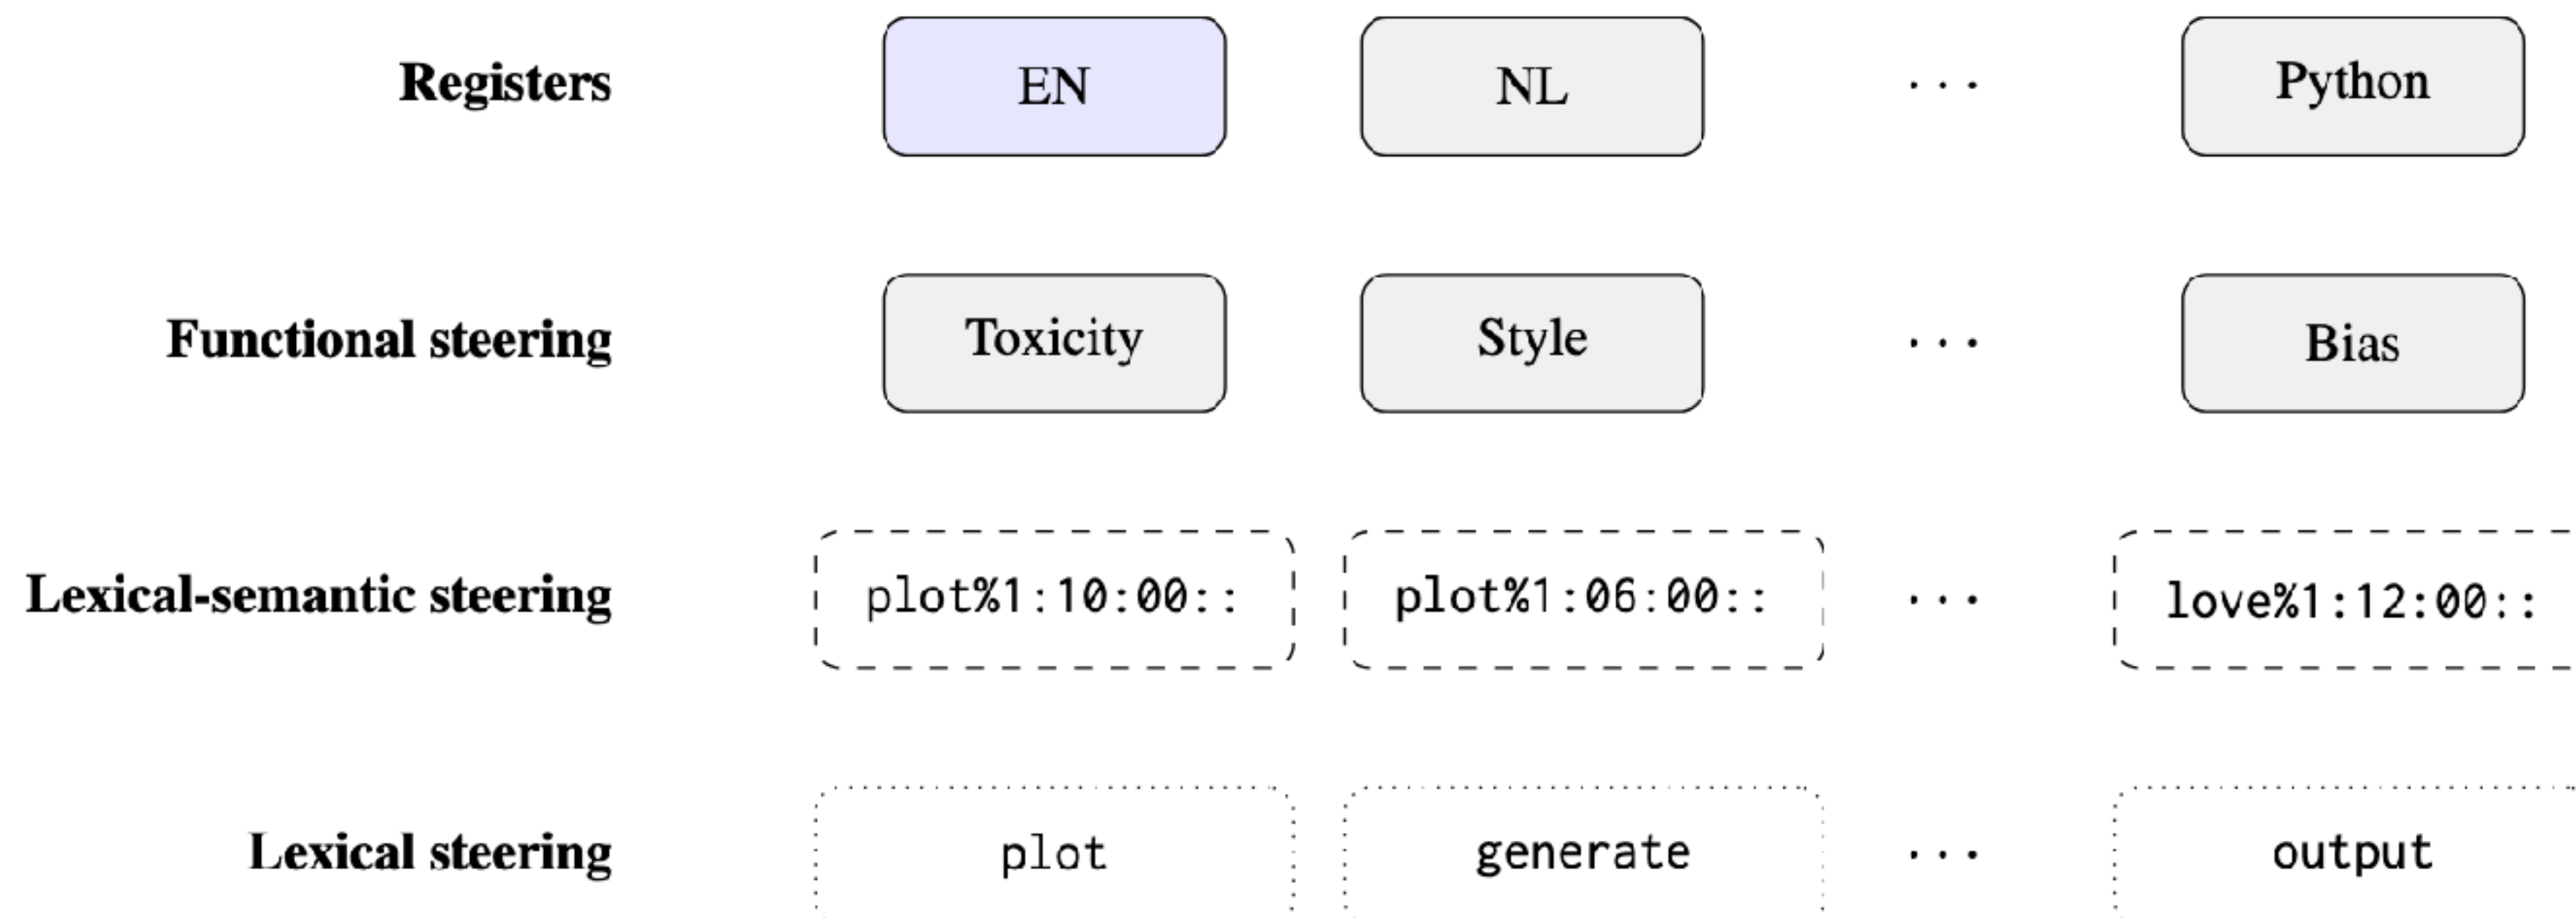 Registers EN NL ... Python
Functional steering Toxicity Style ... Bias
Lexical-semantic steering plot%1:10:00:: plot%1:06:00:: ... love%1:12:00::
Lexical steering plot generate ... output